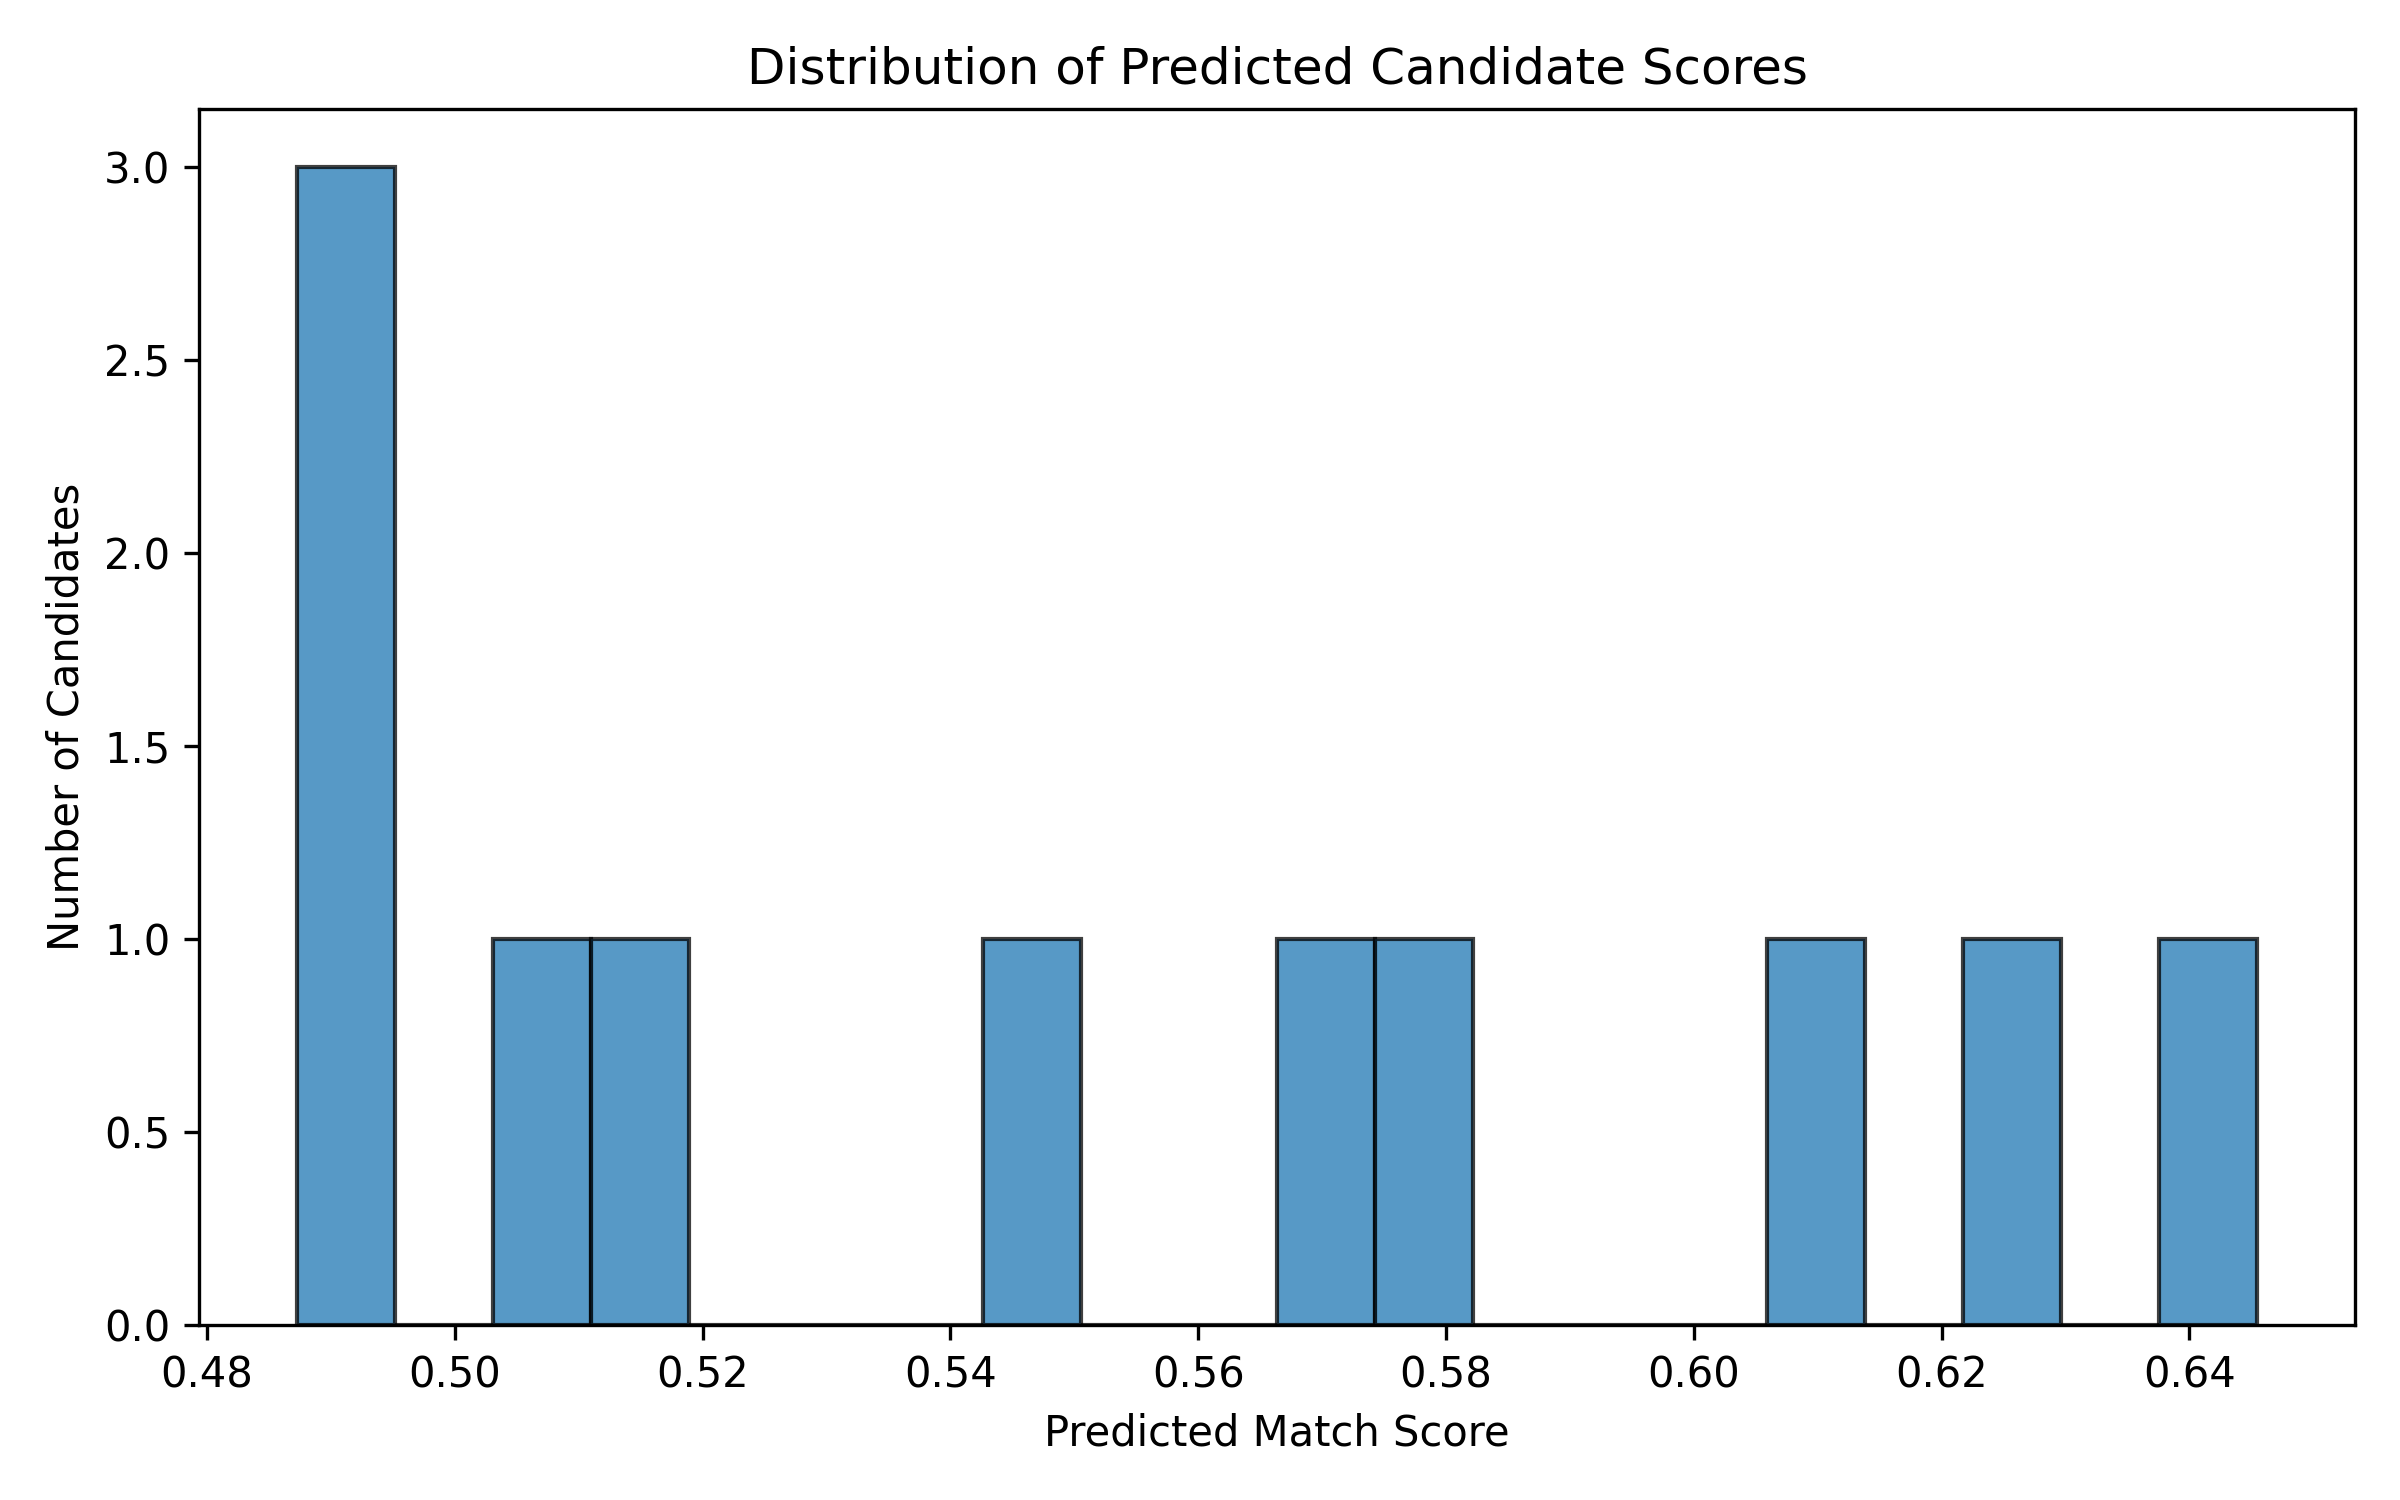 Distribution of Predicted Candidate Scores
Number of Candidates
3.0
2.5
2.0
1.5
1.0
0.5
0.0
0.48 0.50 0.52 0.54 0.56 0.58 0.60 0.62 0.64
Predicted Match Score